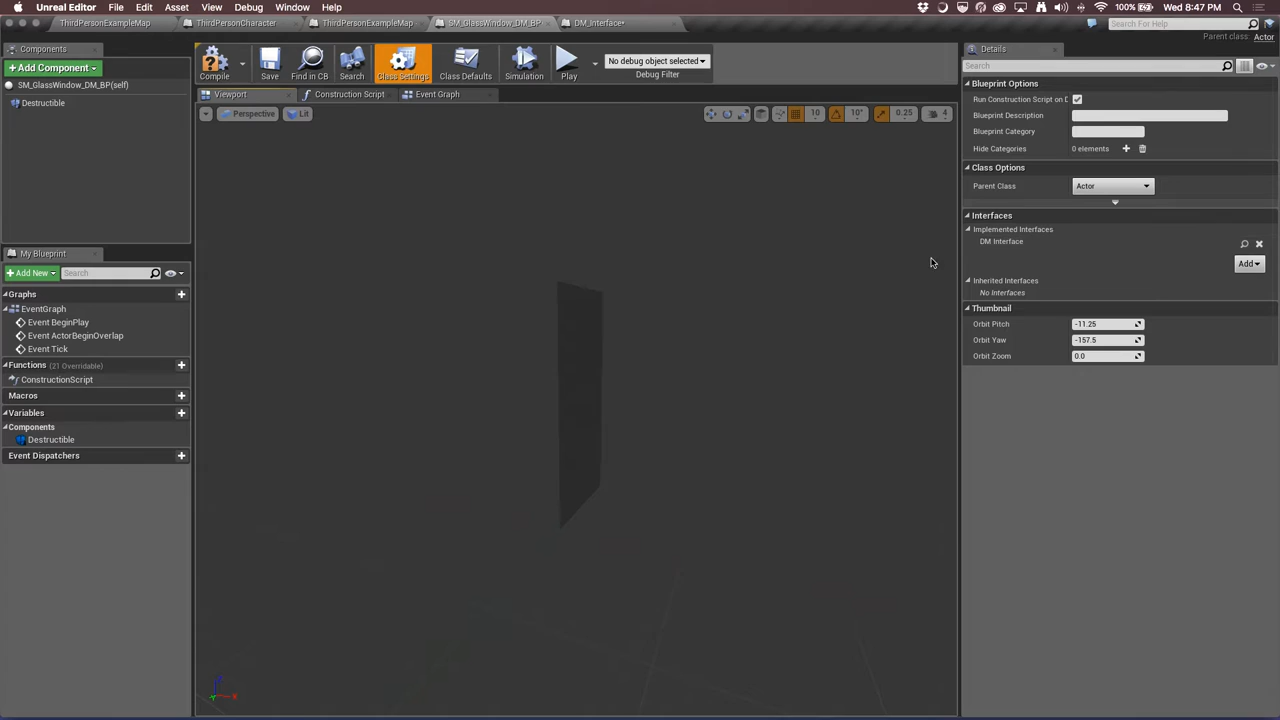 Unreal Editor File Edit Asset View Debug Window Help 100% Wed 8:47 PM
ThirdPersonExampleMap ThirdPersonCharacter ThirdPersonExampleMap SM_GlassWindow_DM_BP* DM_Interface* Search For Help
Parent class: Actor
Components
+Add Component
SM_GlassWindow_DM_BP(self)
Destructible
My Blueprint
+Add New Search
Graphs
EventGraph
Event BeginPlay
Event ActorBeginOverlap
Event Tick
Functions (21 Overridable)
ConstructionScript
Macros
Variables
Components
Destructible
Event Dispatchers
Compile Save Find in CB Search Class Settings Class Defaults Simulation Play
No debug object selected
Debug Filter
Viewport Construction Script Event Graph
Perspective Lit 10 10° 0.25 4
Details
Search
Blueprint Options
Run Construction Script on D
Blueprint Description
Blueprint Category
Hide Categories 0 elements
Class Options
Parent Class Actor
Interfaces
Implemented Interfaces
DM Interface
Add
Inherited Interfaces
No Interfaces
Thumbnail
Orbit Pitch -11.25
Orbit Yaw -157.5
Orbit Zoom 0.0